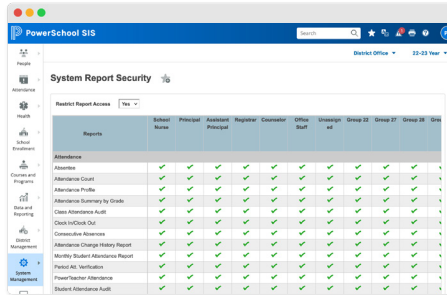 PowerSchool SIS
Search
District Office
22-23 Year
People
Attendance
Health
School Enrollment
Courses and Programs
Data and Reporting
District Management
System Management
System Report Security
Restrict Report Access Yes
Reports School Nurse Principal Assistant Principal Registrar Counselor Office Staff Unassigned Group 22 Group 27 Group 28
Attendance
Absentee
Attendance Count
Attendance Profile
Attendance Summary by Grade
Class Attendance Audit
Clock In/Clock Out
Consecutive Absences
Attendance Change History Report
Monthly Student Attendance Report
Period Att. Verification
PowerTeacher Attendance
Student Attendance Audit